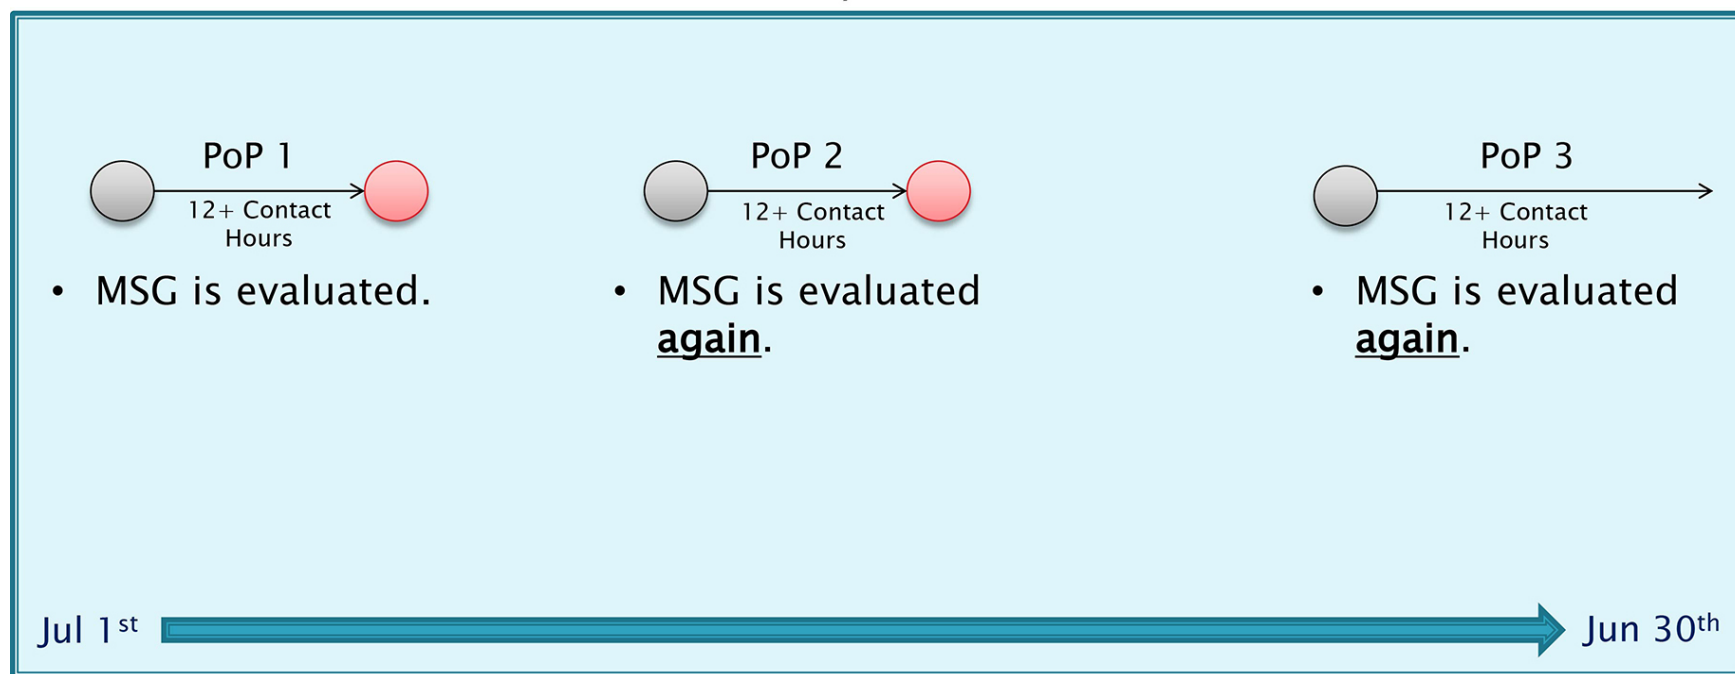 PoP 1
12+ Contact
Hours
• MSG is evaluated.
PoP 2
12+ Contact
Hours
• MSG is evaluated
again.
PoP 3
12+ Contact
Hours
• MSG is evaluated
again.
Jul 1st
Jun 30th